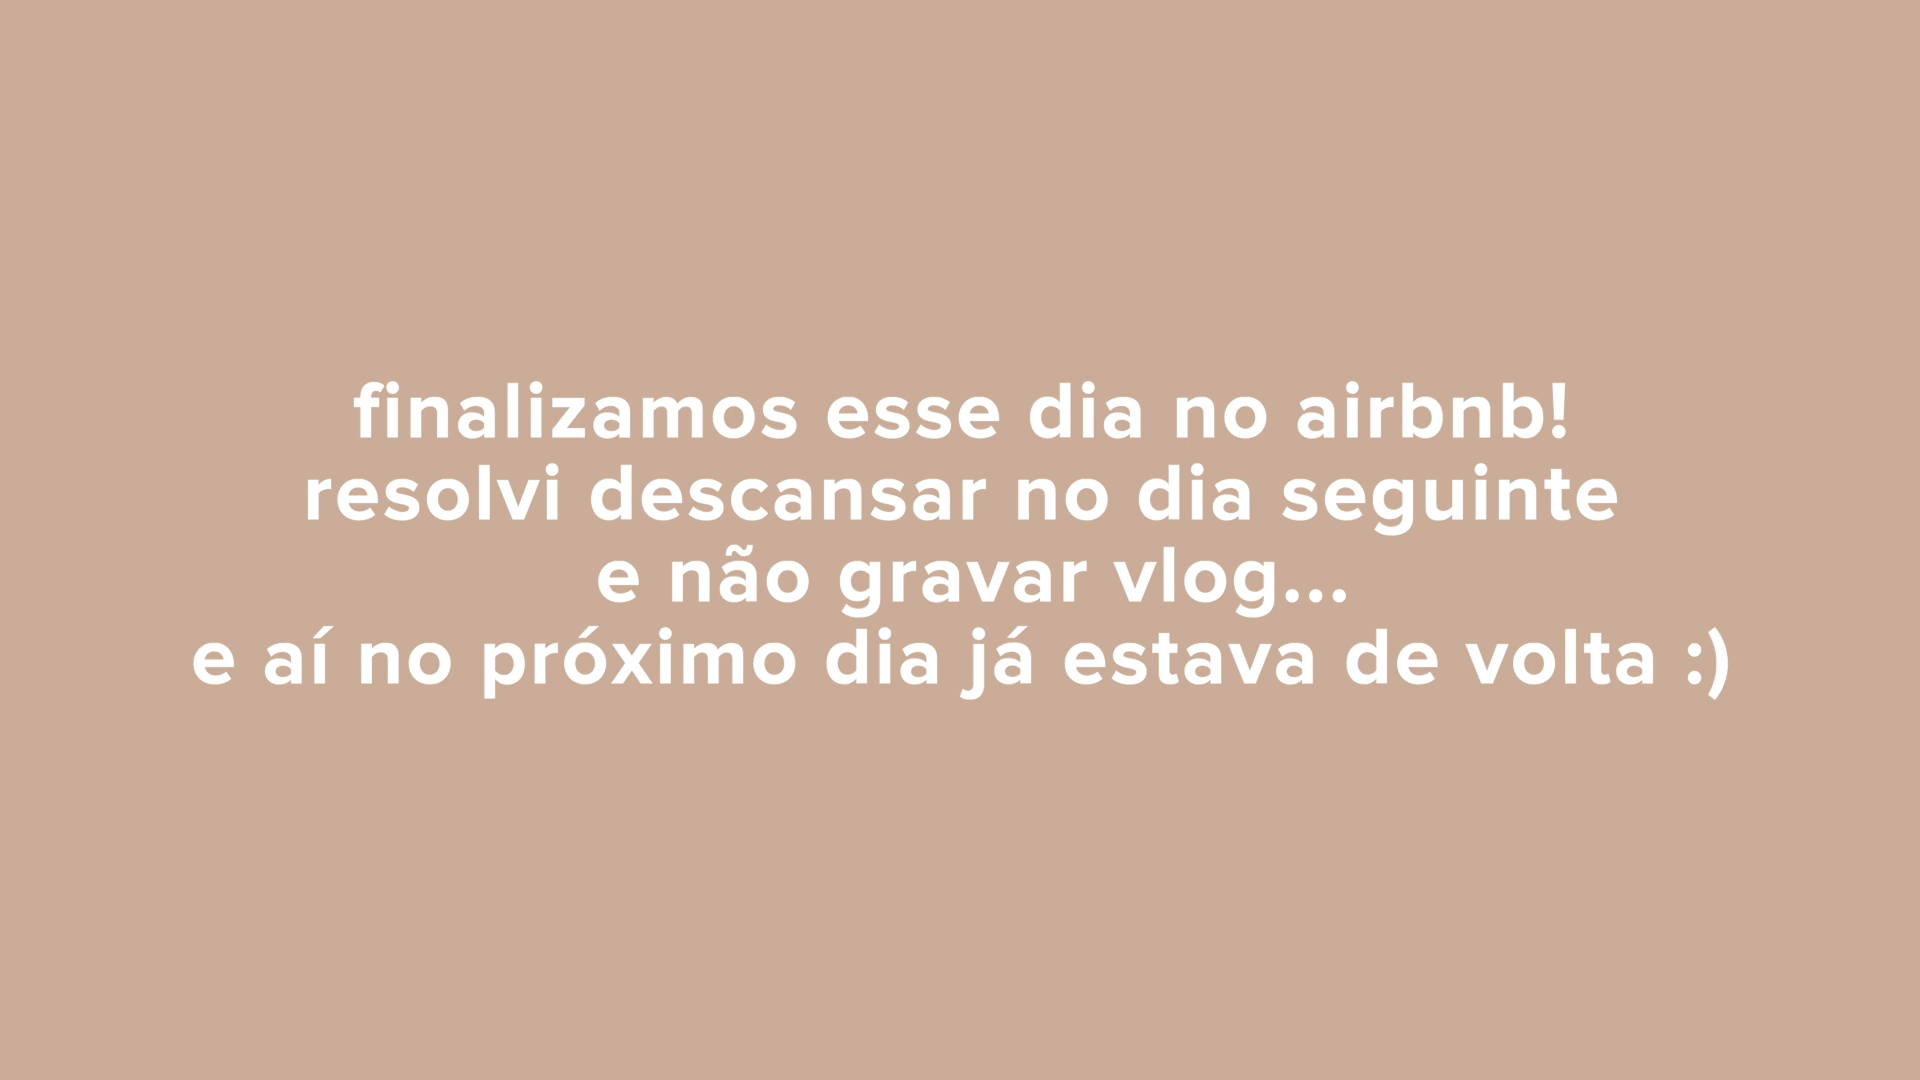 finalizamos esse dia no airbnb!
resolvi descansar no dia seguinte
e não gravar vlog...
e aí no próximo dia já estava de volta :)